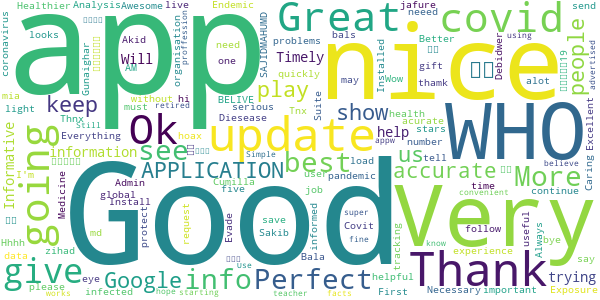 Healthier Analysis Awesome live Endemic
coronavirus looks Akid Will need organisation one AM
app
Gunaighar
SAJIDMAHUMD
Great covid
jafure neeed send
problems Installed Better
Timely bals gift thamk Wow
quickly Suite may alot using
nice
Debidwer advertised
people
mia light keep
Thnx must without hi retired
Ok play show help
health acurate
stars number tell
Caring Excellent
Everything serious BELIVE proffession
Tnx Diesease hoax
update WHO
Informative information see
APPLICATION best us accurate More
believe
I'm
going
Medicine Admin global Install
Simple user load pandemic job
Cumilla five
time continue
convenient
Good Very
protect request Evade
save Sakib Covit
informed
super fine
follow useful Always bye say
tracking experience know
Hhhh md zihad
data give please eye
Google info Perfect Thank trying
Bala use helpful First
Necessary important Exposure
works infected hope starting teacher facts
Still
appw